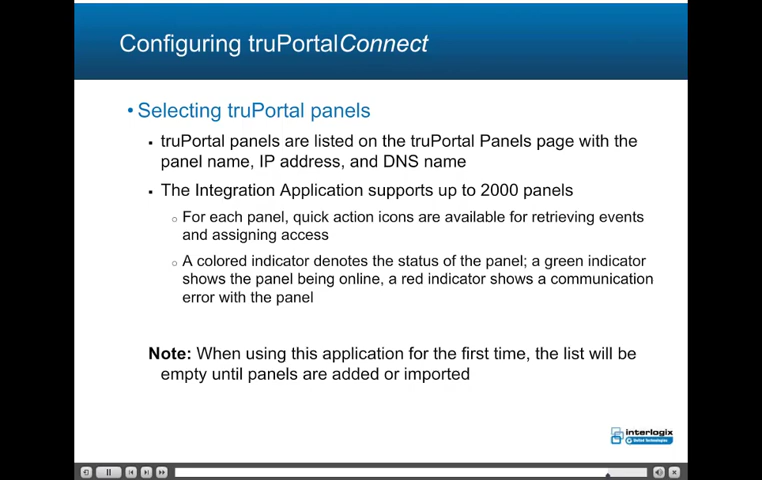 Configuring truPortalConnect
• Selecting truPortal panels
▪ truPortal panels are listed on the truPortal Panels page with the
panel name, IP address, and DNS name
▪ The Integration Application supports up to 2000 panels
○ For each panel, quick action icons are available for retrieving events
and assigning access
○ A colored indicator denotes the status of the panel; a green indicator
shows the panel being online, a red indicator shows a communication
error with the panel
Note: When using this application for the first time, the list will be
empty until panels are added or imported
interlogix
United Technologies